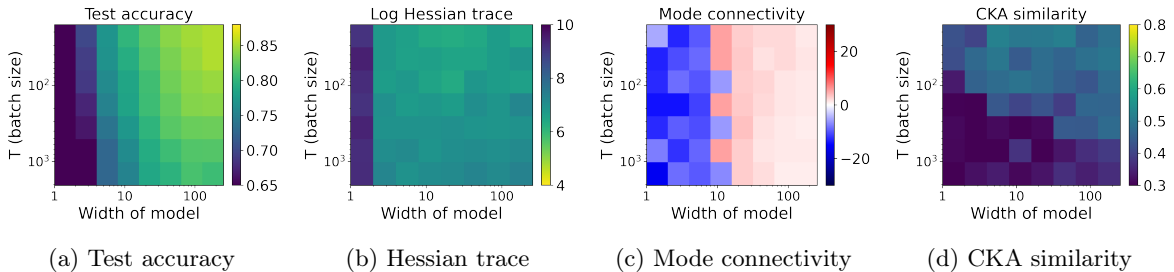 Test accuracy
T (batch size)
10²
10³
1
10
100
Width of model
0.85
0.80
0.75
0.70
0.65
(a) Test accuracy
Log Hessian trace
T (batch size)
10²
10³
1
10
100
Width of model
10
8
6
4
(b) Hessian trace
Mode connectivity
T (batch size)
10²
10³
1
10
100
Width of model
20
0
−20
(c) Mode connectivity
CKA similarity
T (batch size)
10²
10³
1
10
100
Width of model
0.8
0.7
0.6
0.5
0.4
0.3
(d) CKA similarity